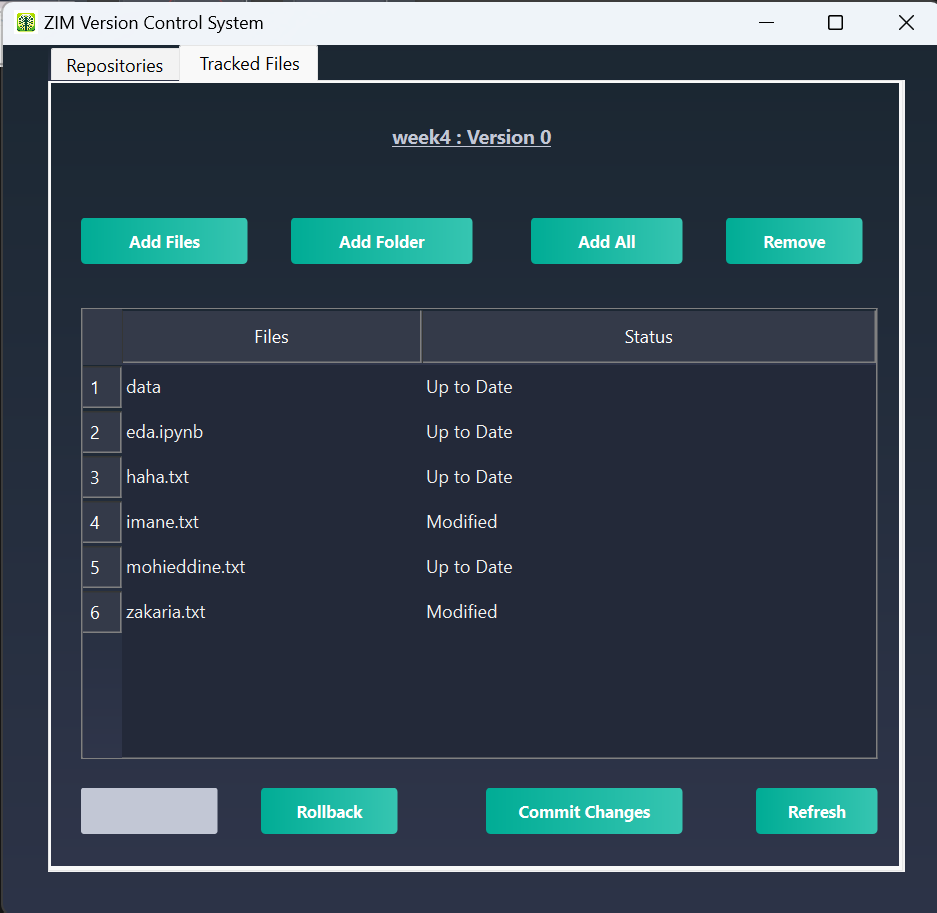 ZIM Version Control System
Repositories Tracked Files
week4 : Version 0
Add Files Add Folder Add All Remove
Files Status
1 data Up to Date
2 eda.ipynb Up to Date
3 haha.txt Up to Date
4 imane.txt Modified
5 mohieddine.txt Up to Date
6 zakaria.txt Modified
Rollback Commit Changes Refresh